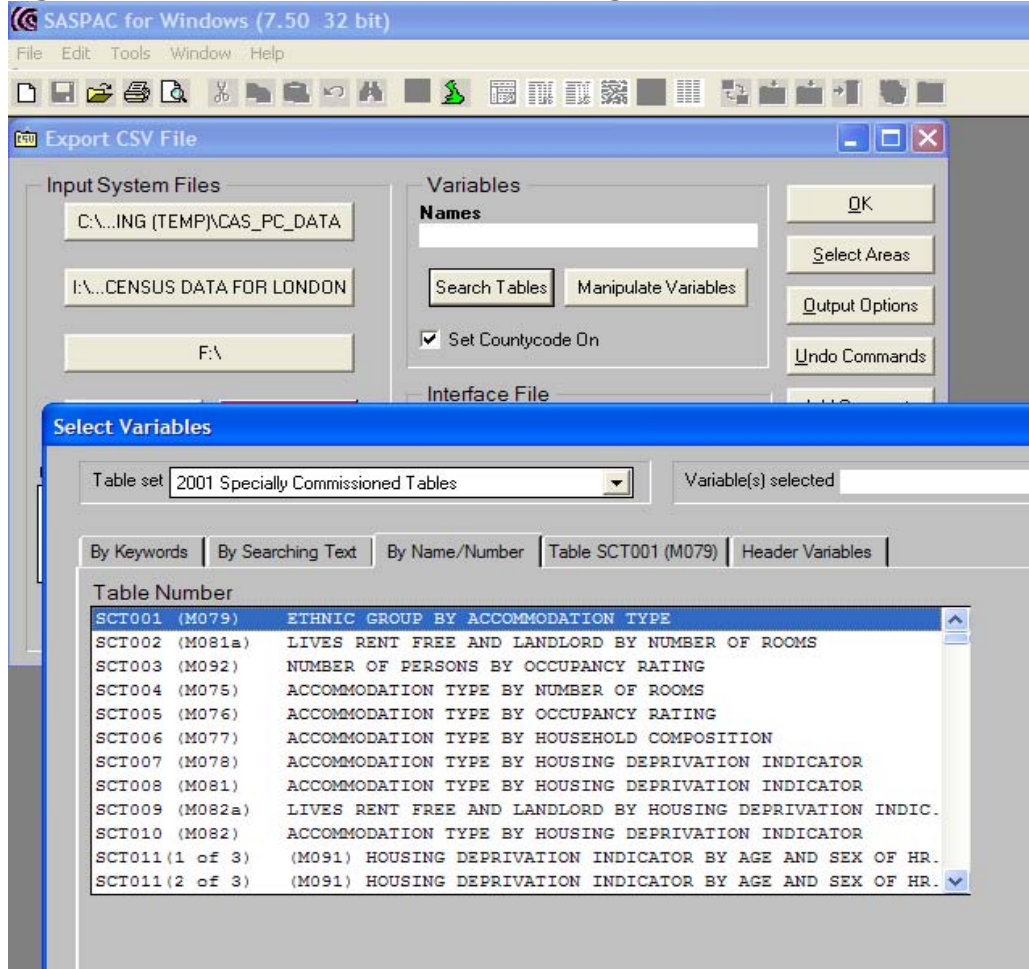 SASPAC for Windows (7.50 32 bit)
File Edit Tools Window Help
Export CSV File
Input System Files
C:\...ING (TEMP)\CAS_PC_DATA
I:\...CENSUS DATA FOR LONDON
F:\
Variables
Names
Search Tables Manipulate Variables
Set Countycode On
Interface File
OK
Select Areas
Output Options
Undo Commands
Select Variables
Table set 2001 Specially Commissioned Tables Variable(s) selected
By Keywords By Searching Text By Name/Number Table SCT001 (M079) Header Variables
Table Number
SCT001 (M079) ETHNIC GROUP BY ACCOMMODATION TYPE
SCT002 (M081a) LIVES RENT FREE AND LANDLORD BY NUMBER OF ROOMS
SCT003 (M092) NUMBER OF PERSONS BY OCCUPANCY RATING
SCT004 (M075) ACCOMMODATION TYPE BY NUMBER OF ROOMS
SCT005 (M076) ACCOMMODATION TYPE BY OCCUPANCY RATING
SCT006 (M077) ACCOMMODATION TYPE BY HOUSEHOLD COMPOSITION
SCT007 (M078) ACCOMMODATION TYPE BY HOUSING DEPRIVATION INDICATOR
SCT008 (M081) ACCOMMODATION TYPE BY HOUSING DEPRIVATION INDICATOR
SCT009 (M082a) LIVES RENT FREE AND LANDLORD BY HOUSING DEPRIVATION INDIC.
SCT010 (M082) ACCOMMODATION TYPE BY HOUSING DEPRIVATION INDICATOR
SCT011(1 of 3) (M091) HOUSING DEPRIVATION INDICATOR BY AGE AND SEX OF HR.
SCT011(2 of 3) (M091) HOUSING DEPRIVATION INDICATOR BY AGE AND SEX OF HR.